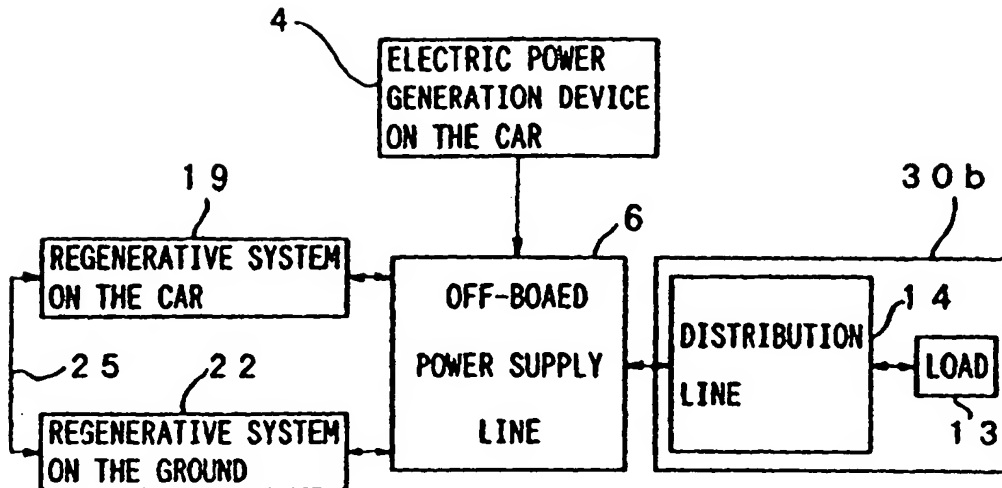 4
ELECTRIC POWER
GENERATION DEVICE
ON THE CAR
19
REGENERATIVE SYSTEM
ON THE CAR
25
22
REGENERATIVE SYSTEM
ON THE GROUND
6
OFF-BOAED
POWER SUPPLY
LINE
30b
DISTRIBUTION
LINE
14
LOAD
13